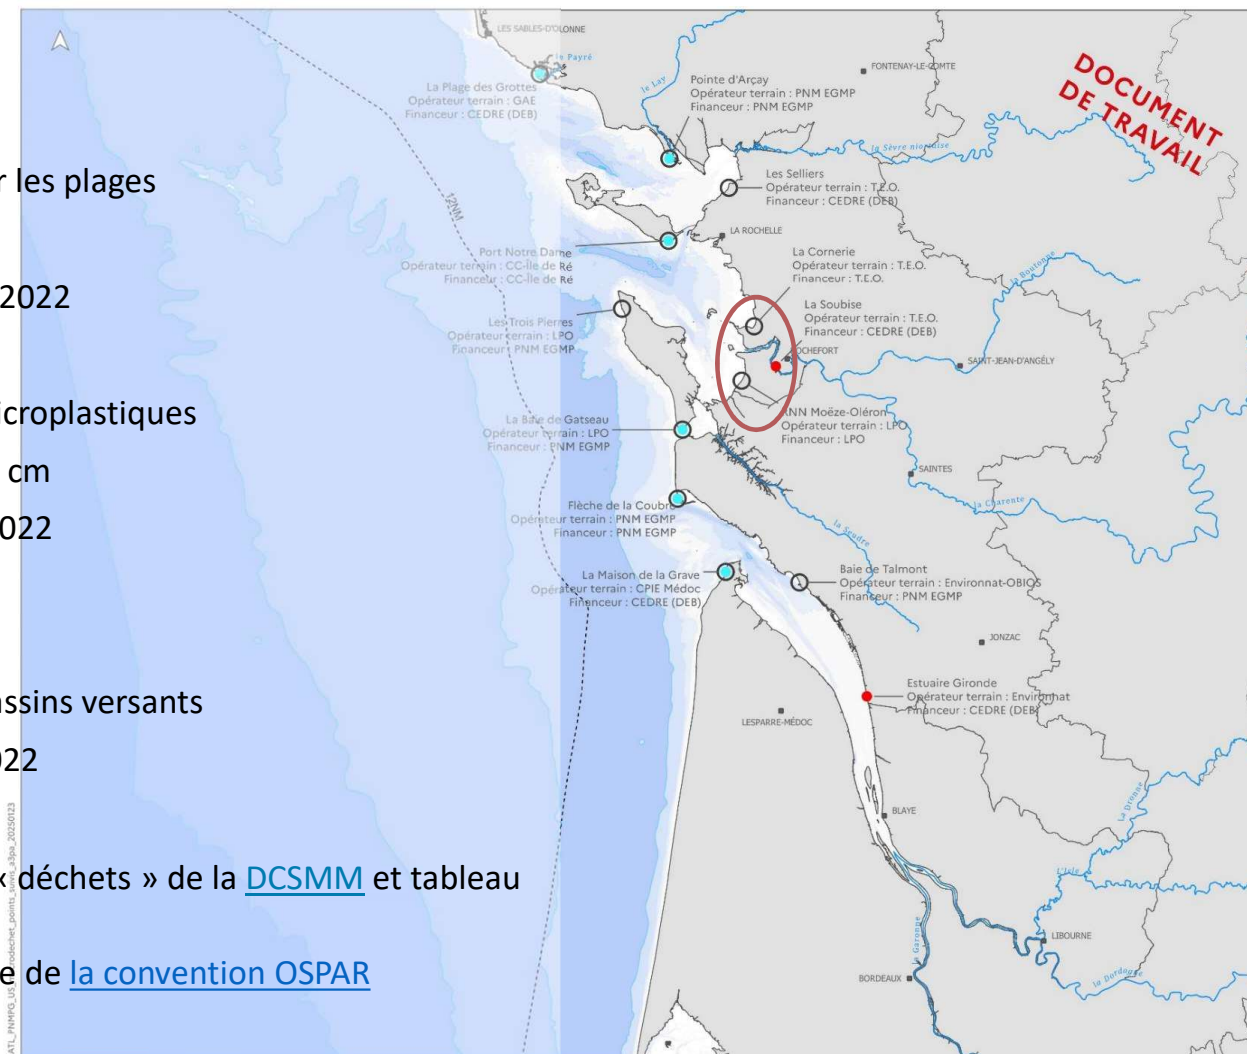 LES SABLES-D'OLONNE
le Payré
FONTENAY-LE-COMTE
DOCUMENT
DE TRAVAIL
La Plage des Grottes
Opérateur terrain : GAE
Financeur : CEDRE (DEB)
le Lay
Pointe d'Arçay
Opérateur terrain : PNM EGMP
Financeur : PNM EGMP
la Sèvre niortaise
r les plages
Les Selliers
Opérateur terrain : T.E.O.
Financeur : CEDRE (DEB)
12NM
LA ROCHELLE
Port Notre Dame
Opérateur terrain : CC-Île de Ré
Financeur : CC-Île de Ré
La Cornerie
Opérateur terrain : T.E.O.
Financeur : T.E.O.
la Boutonne
2022
La Soubise
Opérateur terrain : T.E.O.
Financeur : CEDRE (DEB)
Les Trois Pierres
Opérateur terrain : LPO
Financeur : PNM EGMP
OCHEFORT
SAINT-JEAN-D'ANGÉLY
icroplastiques
RNN Moëze-Oléron
Opérateur terrain : LPO
Financeur : LPO
La Baie de Gatseau
Opérateur terrain : LPO
Financeur : PNM EGMP
cm
SAINTES
la Charente
022
Flèche de la Coubre
Opérateur terrain : PNM EGMP
Financeur : PNM EGMP
la Seudre
La Maison de la Grave
Opérateur terrain : CPIE Médoc
Financeur : CEDRE (DEB)
Baie de Talmont
Opérateur terrain : Environnat-OBIOS
Financeur : PNM EGMP
JONZAC
assins versants
Estuaire Gironde
Opérateur terrain : Environnat
Financeur : CEDRE (DEB)
LESPARRE-MÉDOC
022
BLAYE
La Dronne
« déchets » de la DCSMM et tableau
L'Isle
LIBOURNE
e de la convention OSPAR
BORDEAUX
la Garonne
la Dordogne